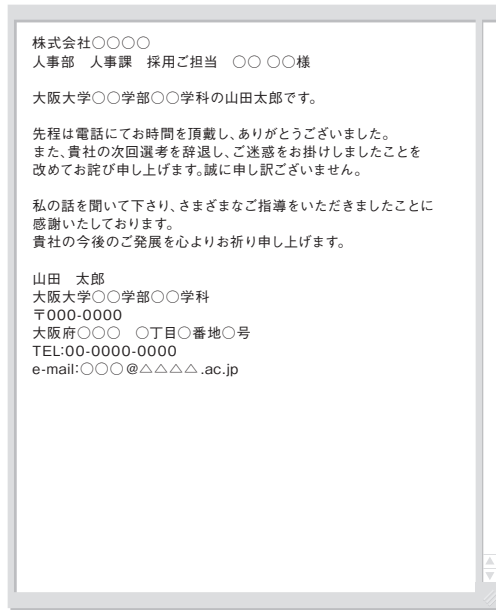 株式会社○○○○
人事部　人事課　採用ご担当　○○ ○○様
大阪大学○○学部○○学科の山田太郎です。
先程は電話にてお時間を頂戴し、ありがとうございました。
また、貴社の次回選考を辞退し、ご迷惑をお掛けしましたことを
改めてお詫び申し上げます。誠に申し訳ございません。
私の話を聞いて下さり、さまざまなご指導をいただきましたことに
感謝いたしております。
貴社の今後のご発展を心よりお祈り申し上げます。
山田　太郎
大阪大学○○学部○○学科
〒000-0000
大阪府○○○　○丁目○番地○号
TEL:00-0000-0000
e-mail:○○○@△△△△.ac.jp